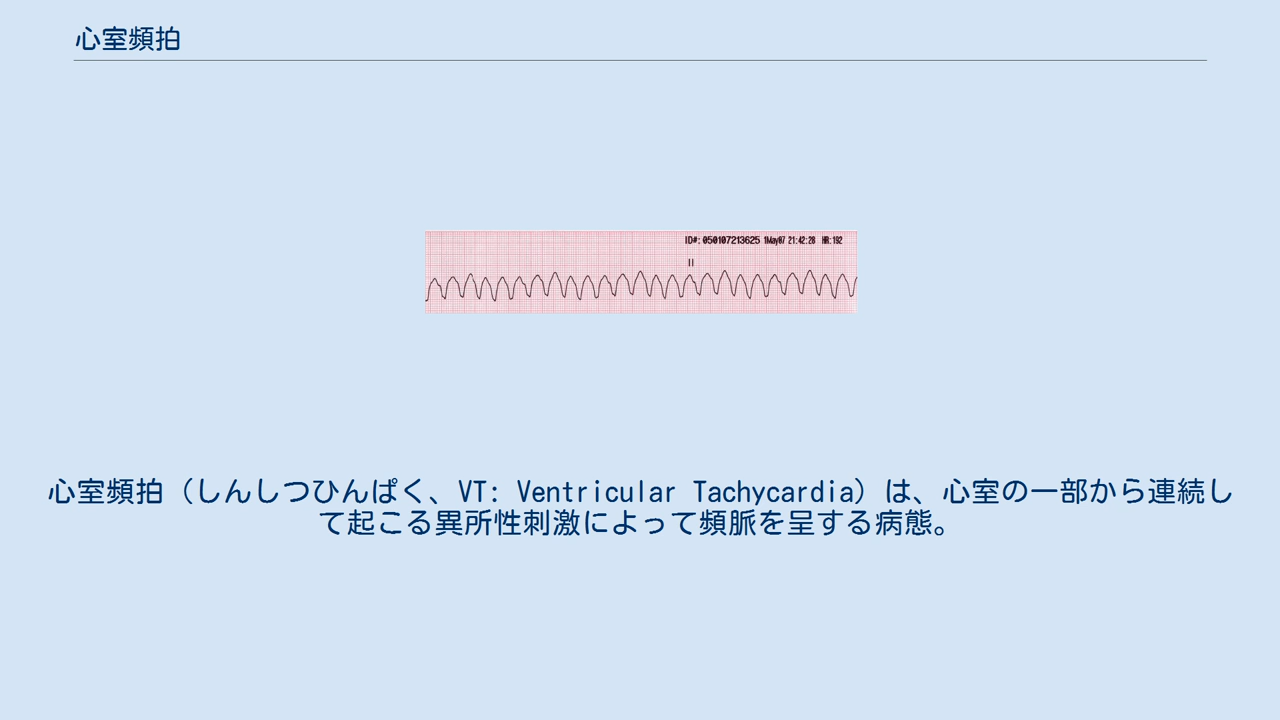 心室頻拍
ID#: 050107213625 1May07 21:42:28 HR:192
II
心室頻拍（しんしつひんぱく、VT: Ventricular Tachycardia）は、心室の一部から連続し
て起こる異所性刺激によって頻脈を呈する病態。